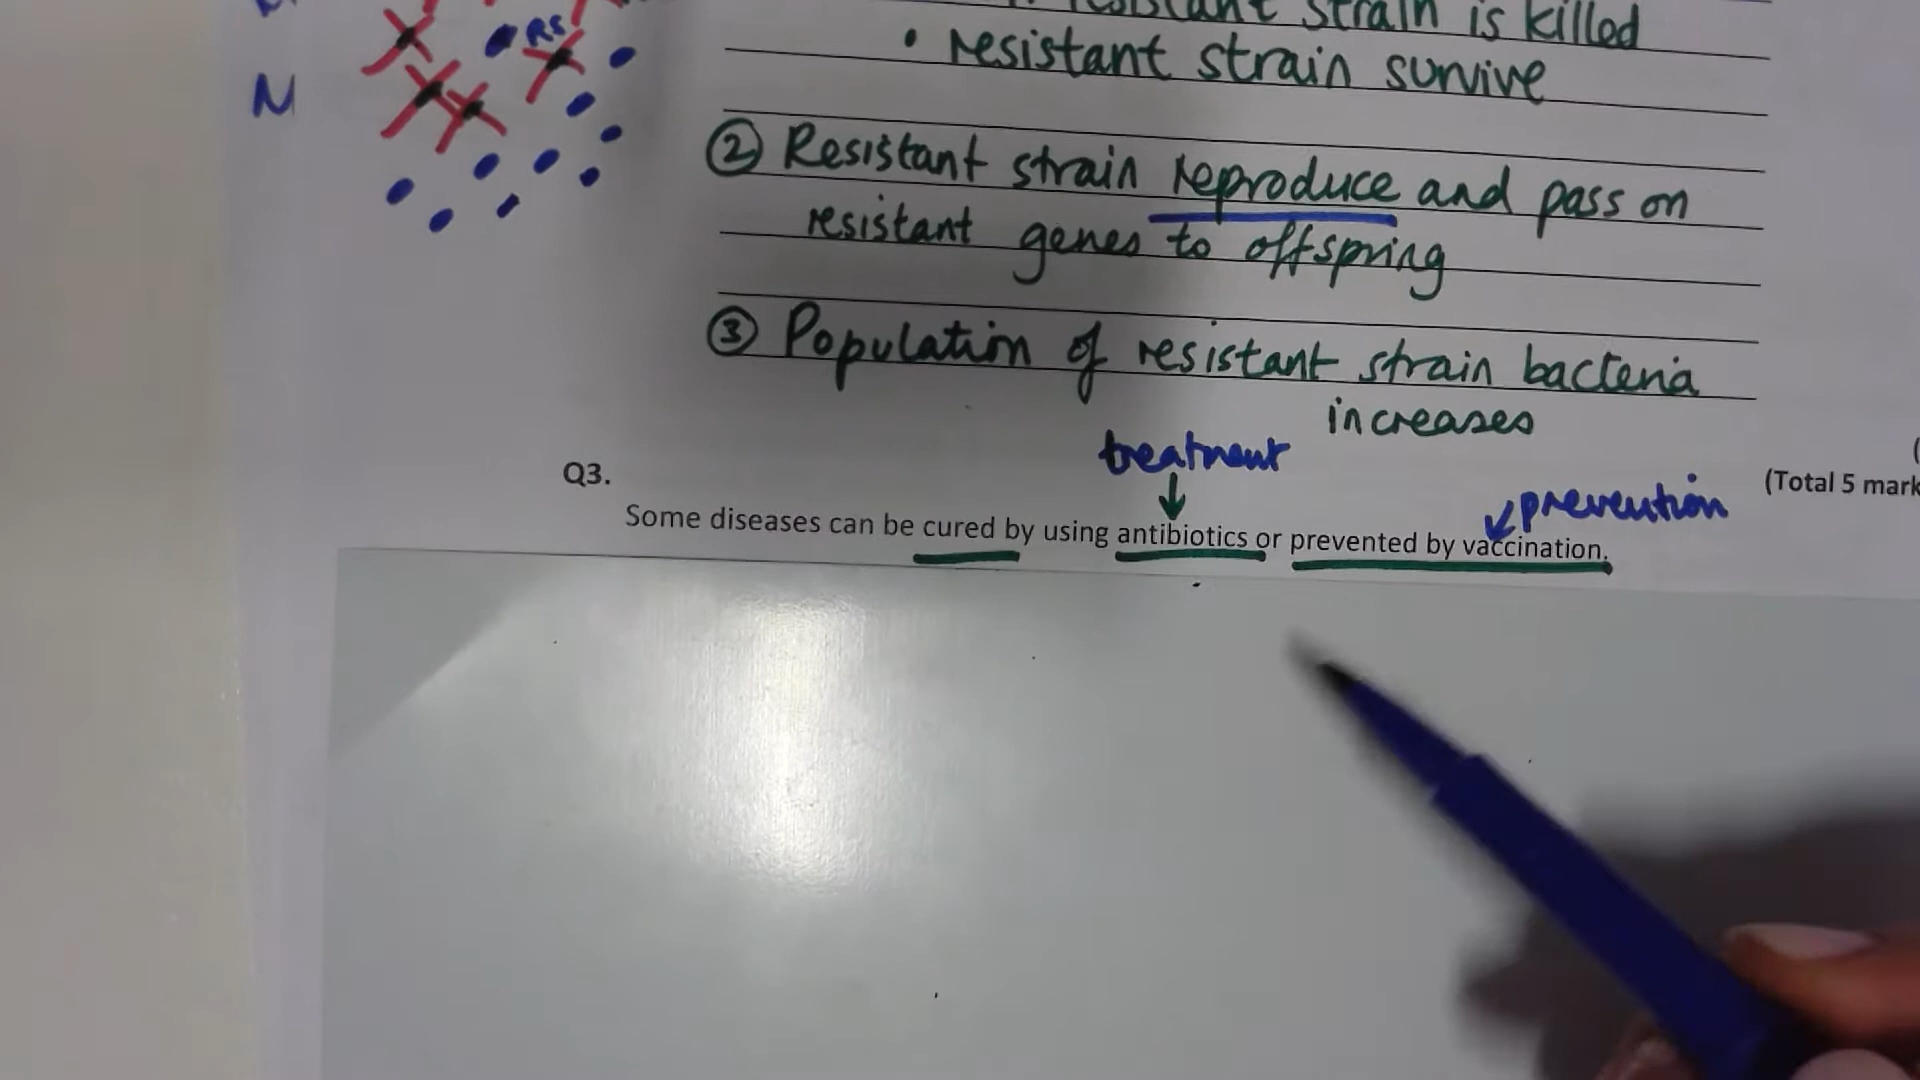 RS
strain is killed
• resistant strain survive
N
② Resistant strain reproduce and pass on
resistant genes to offspring
③ Population of resistant strain bacteria
increases
treatment
Q3.
(Total 5 mark
prevention
Some diseases can be cured by using antibiotics or prevented by vaccination.